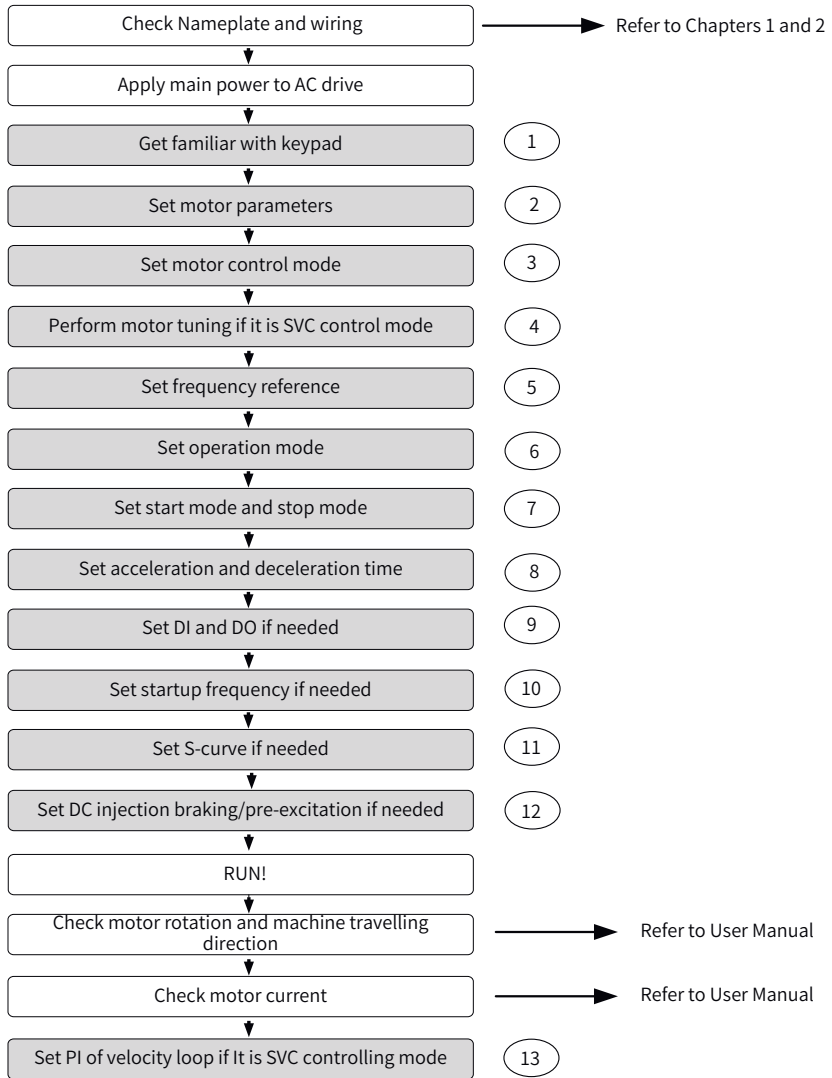 Check Nameplate and wiring
Refer to Chapters 1 and 2
Apply main power to AC drive
Get familiar with keypad
1
Set motor parameters
2
Set motor control mode
3
Perform motor tuning if it is SVC control mode
4
Set frequency reference
5
Set operation mode
6
Set start mode and stop mode
7
Set acceleration and deceleration time
8
Set DI and DO if needed
9
Set startup frequency if needed
10
Set S-curve if needed
11
Set DC injection braking/pre-excitation if needed
12
RUN!
Check motor rotation and machine travelling
direction
Refer to User Manual
Check motor current
Refer to User Manual
Set PI of velocity loop if It is SVC controlling mode
13